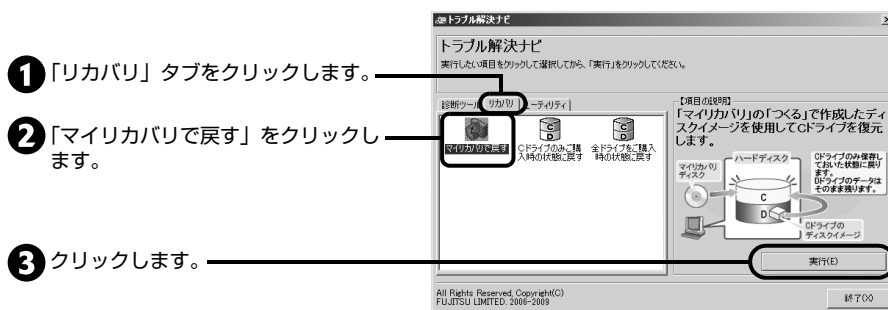 トラブル解決ナビ
トラブル解決ナビ
実行したい項目をクリックして選択してから、「実行」をクリックしてください。
❶「リカバリ」タブをクリックします。
診断ツール
リカバリ
ユーティリティ
❷「マイリカバリで戻す」をクリックし
ます。
マイリカバリで戻す
Cドライブのみご購
入時の状態に戻す
全ドライブをご購入
時の状態に戻す
【項目の説明】
「マイリカバリ」の「つくる」で作成したディ
スクイメージを使用してCドライブを復元
します。
マイリカバリ
ディスク
ハードディスク
C
D
Cドライブのみ保存し
ておいた状態に戻り
ます。
Dドライブのデータは
そのまま残ります。
Cドライブの
ディスクイメージ
❸クリックします。
実行(E)
All Rights Reserved, Copyright(C)
FUJITSU LIMITED. 2006-2009
終了(X)